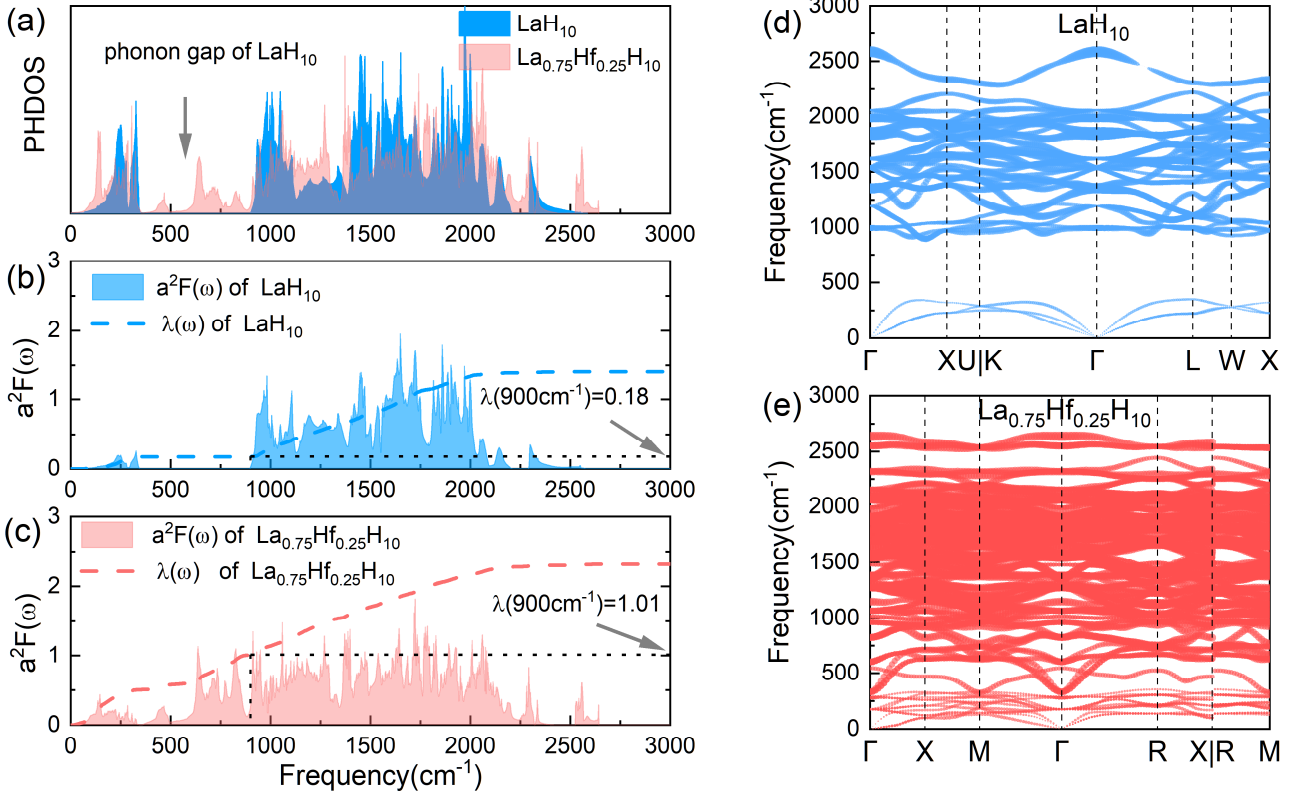 (a)
phonon gap of LaH10
LaH10
La0.75Hf0.25H10
PHDOS
0 500 1000 1500 2000 2500 3000
(b)
a2F(ω) of LaH10
λ(ω) of LaH10
λ(900cm-1)=0.18
a2F(ω)
3
2
1
0
0 500 1000 1500 2000 2500 3000
(c)
a2F(ω) of La0.75Hf0.25H10
λ(ω) of La0.75Hf0.25H10
λ(900cm-1)=1.01
a2F(ω)
3
2
1
0
0 500 1000 1500 2000 2500 3000
Frequency(cm-1)
(d)
LaH10
Frequency(cm-1)
3000
2500
2000
1500
1000
500
0
Γ X U|K Γ L W X
(e)
La0.75Hf0.25H10
Frequency(cm-1)
3000
2500
2000
1500
1000
500
0
Γ X M Γ R X|R M